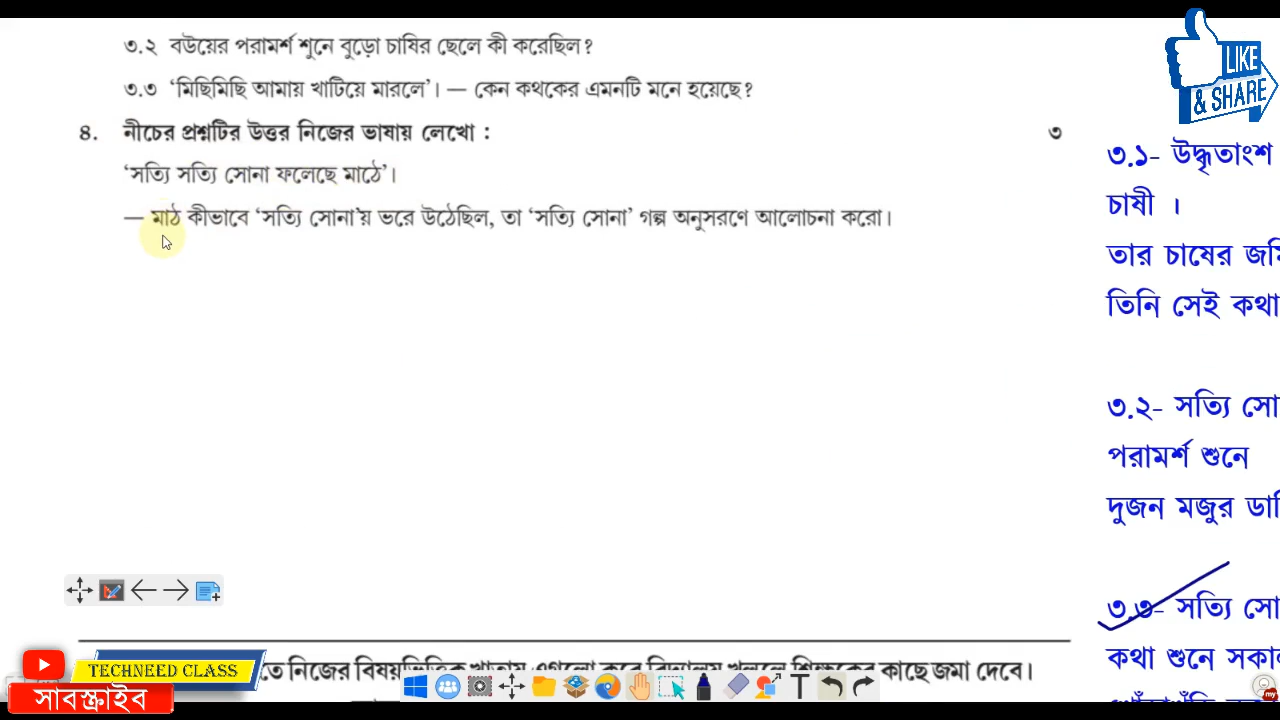 ৩.২ বউয়ের পরামর্শ শুনে বুড়ো চাষির ছেলে কী করেছিল?
৩.৩ ‘মিছিমিছি আমায় খাটিয়ে মারলে’। — কেন কথকের এমনটি মনে হয়েছে?
৪. নীচের প্রশ্নটির উত্তর নিজের ভাষায় লেখো : ৩
‘সত্যি সত্যি সোনা ফলেছে মাঠে’।
— মাঠ কীভাবে ‘সত্যি সোনা’য় ভরে উঠেছিল, তা ‘সত্যি সোনা’ গল্প অনুসরণে আলোচনা করো।
LIKE
& SHARE
৩.১- উদ্ধৃতাংশ
চাষী ।
তার চাষের জমি
তিনি সেই কথা
৩.২- সত্যি সো
পরামর্শ শুনে
দুজন মজুর ডা
৩.৩- সত্যি সো
কথা শুনে সকা
তে নিজের বিষয়ভিত্তিক খাতায় এগুলো করে বিদ্যালয় খুললে শিক্ষকের কাছে জমা দেবে।
TECHNEED CLASS
সাবস্ক্রাইব